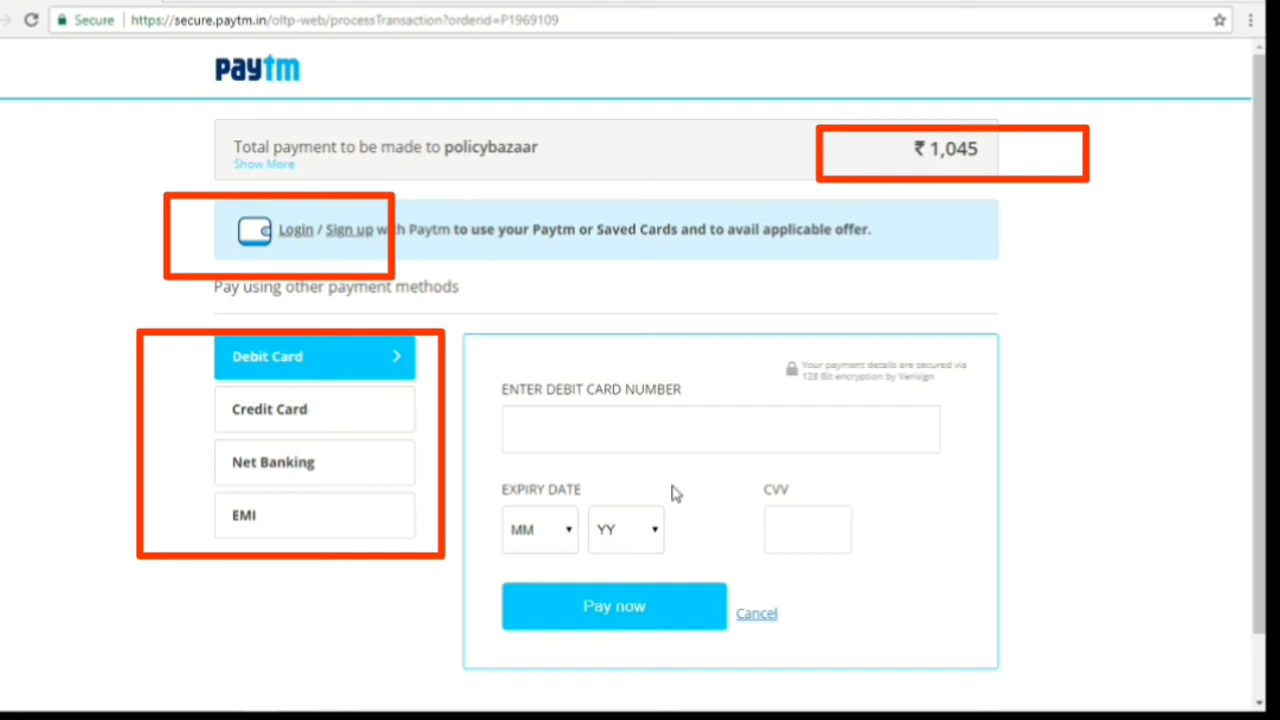 Secure https://secure.paytm.in/oltp-web/processTransaction?orderid=P1969109
paytm
Total payment to be made to policybazaar ₹ 1,045
Show More
Login / Sign up with Paytm to use your Paytm or Saved Cards and to avail applicable offer.
Pay using other payment methods
Debit Card
Credit Card
Net Banking
EMI
Your payment details are secured via
128 Bit encryption by Verisign
ENTER DEBIT CARD NUMBER
EXPIRY DATE CVV
MM YY
Pay now Cancel